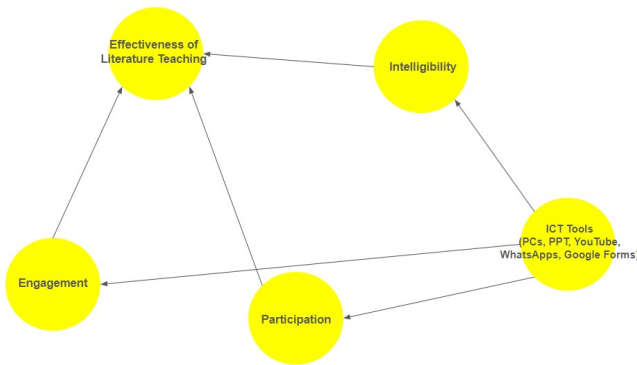 Effectiveness of
Literature Teaching
Intelligibility
ICT Tools
(PCs, PPT, YouTube,
WhatsApps, Google Forms)
Engagement
Participation